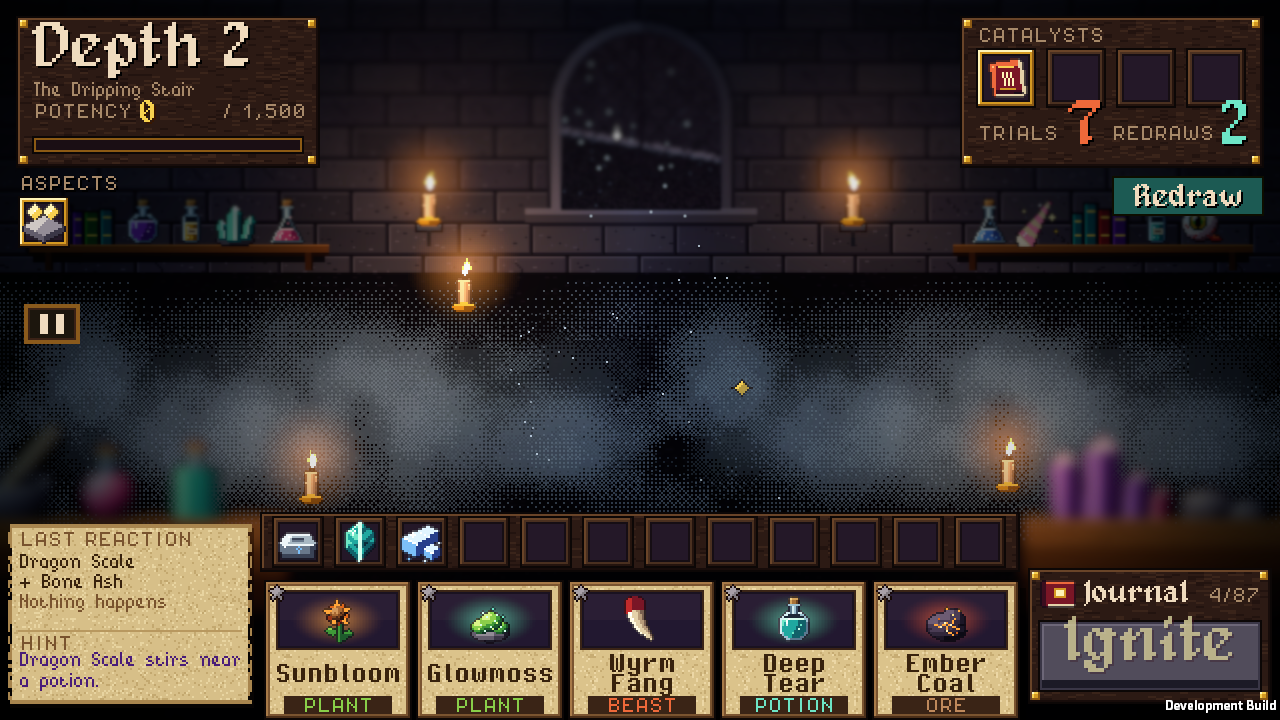 Depth 2
The Dripping Stair
POTENCY 0 / 1,500
ASPECTS
CATALYSTS
TRIALS 7 REDRAWS 2
Redraw
LAST REACTION
Dragon Scale
+ Bone Ash
Nothing happens
HINT
Dragon Scale stirs near
a potion.
Sunbloom
PLANT
Glowmoss
PLANT
Wyrm
Fang
BEAST
Deep
Tear
POTION
Ember
Coal
ORE
Journal 4/87
Ignite
Development Build